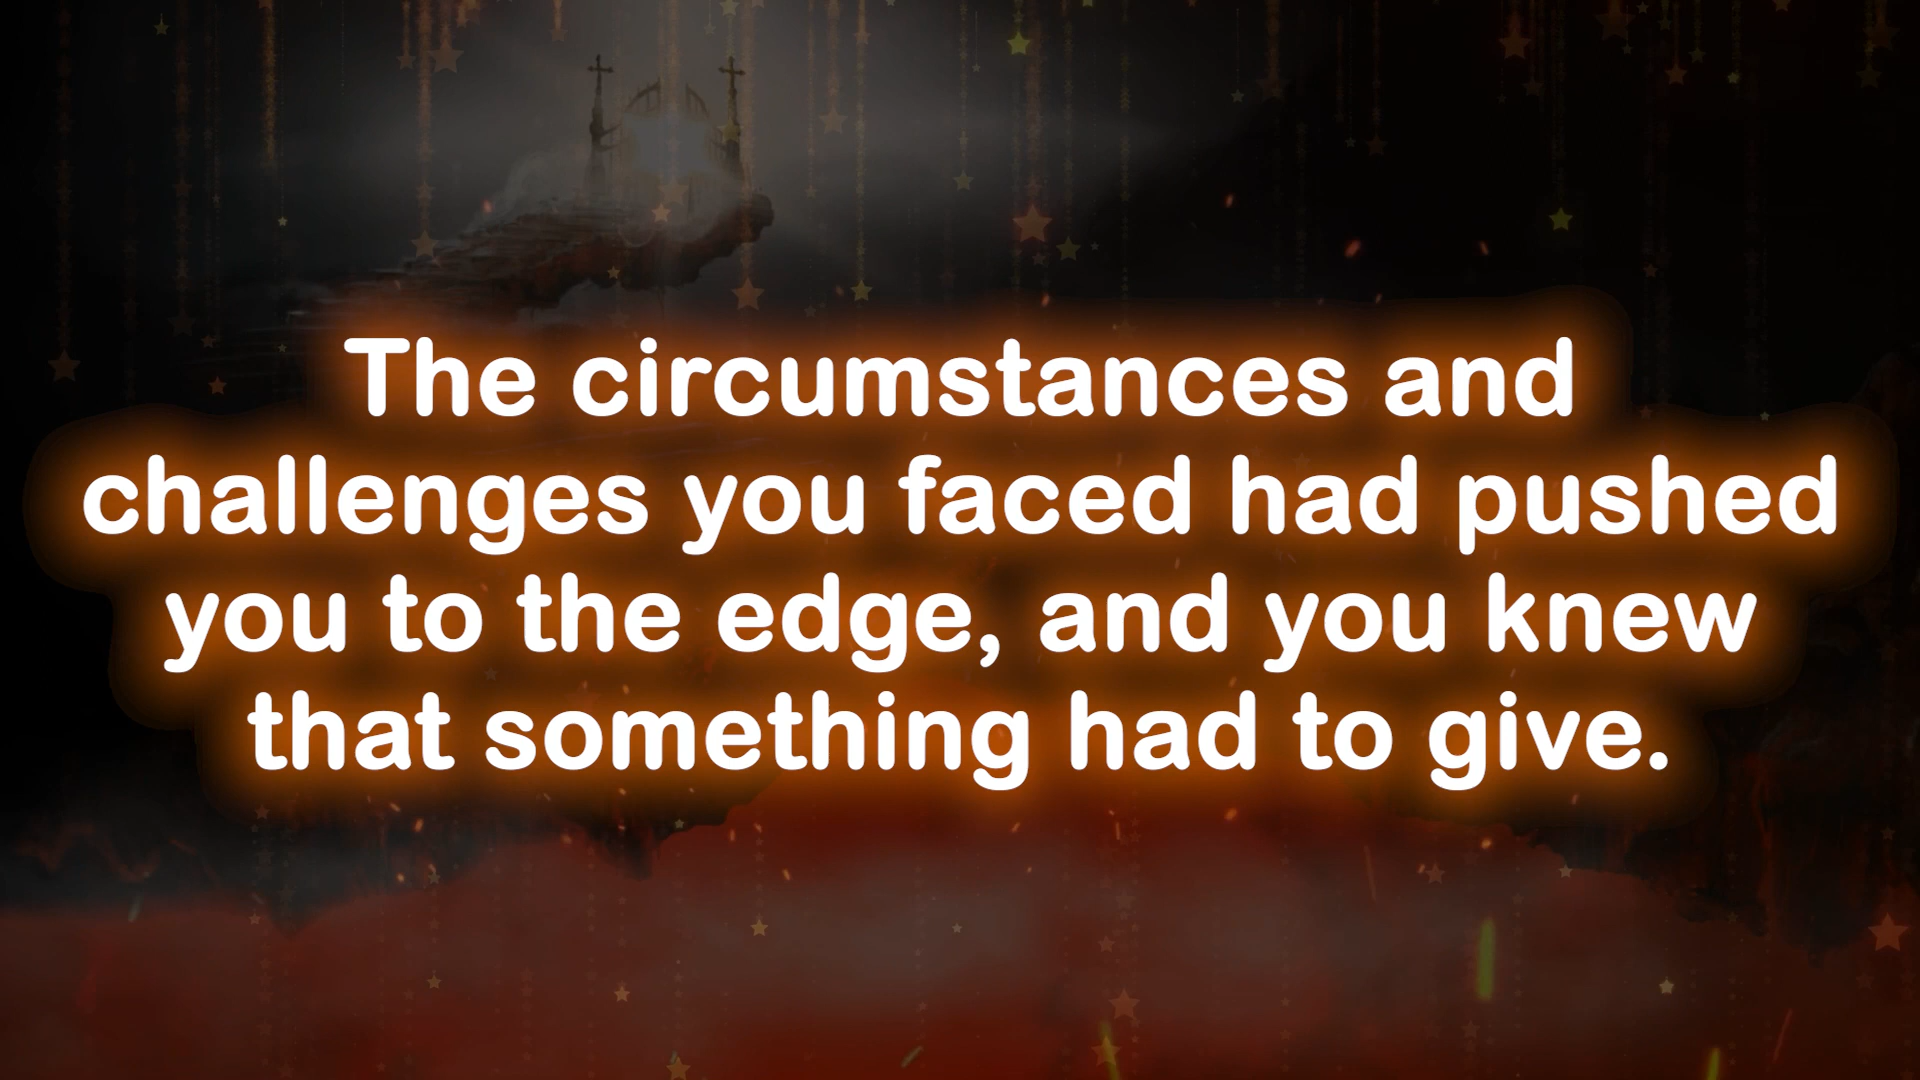 The circumstances and
challenges you faced had pushed
you to the edge, and you knew
that something had to give.